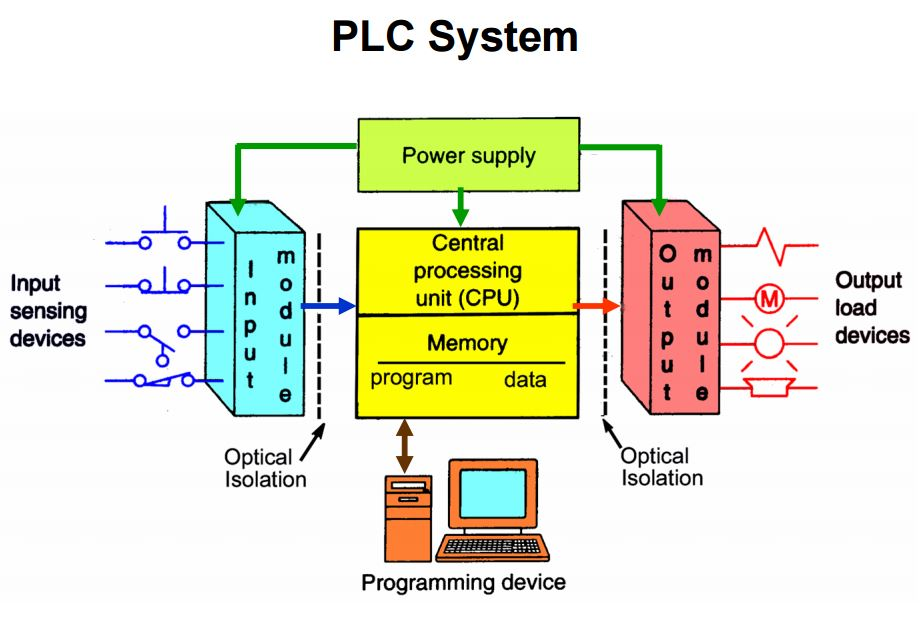 PLC System
Power supply
Input
sensing
devices
Input
module
Central
processing
unit (CPU)
Memory
program data
Output
module
M
Output
load
devices
Optical
Isolation
Optical
Isolation
Programming device